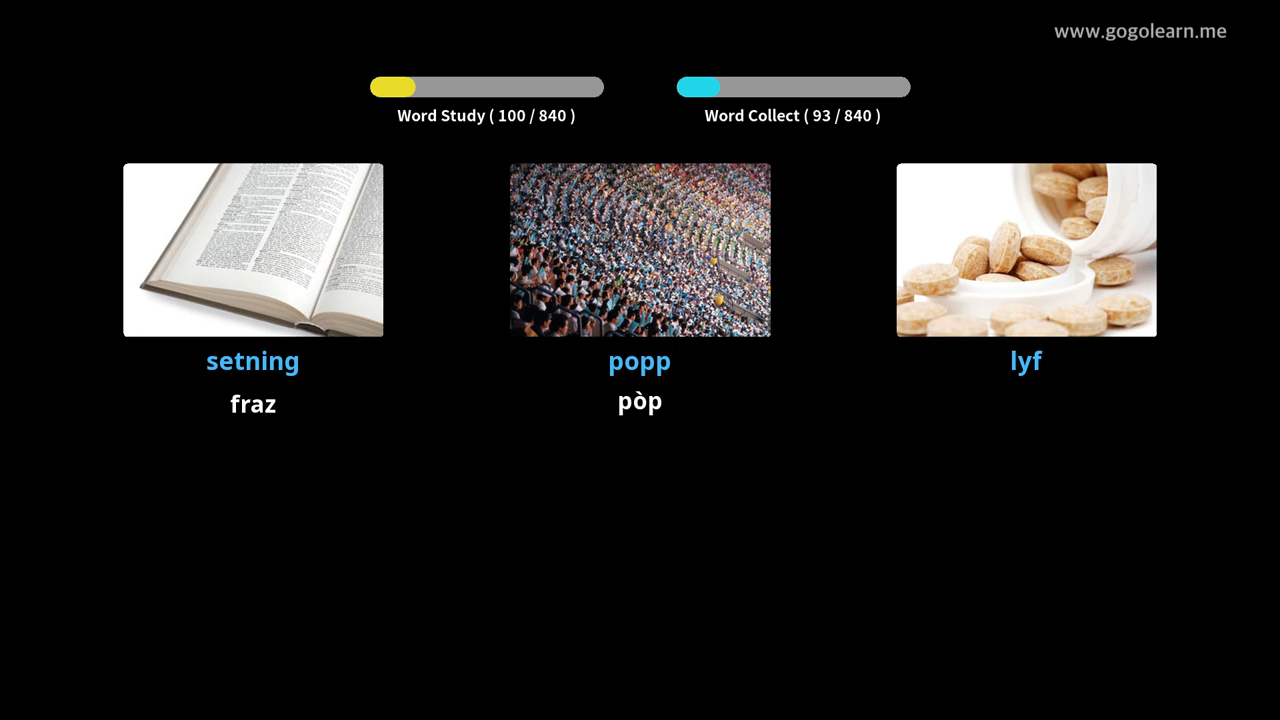 www.gogolearn.me
Word Study ( 100 / 840 )
Word Collect ( 93 / 840 )
setning
fraz
popp
pòp
lyf